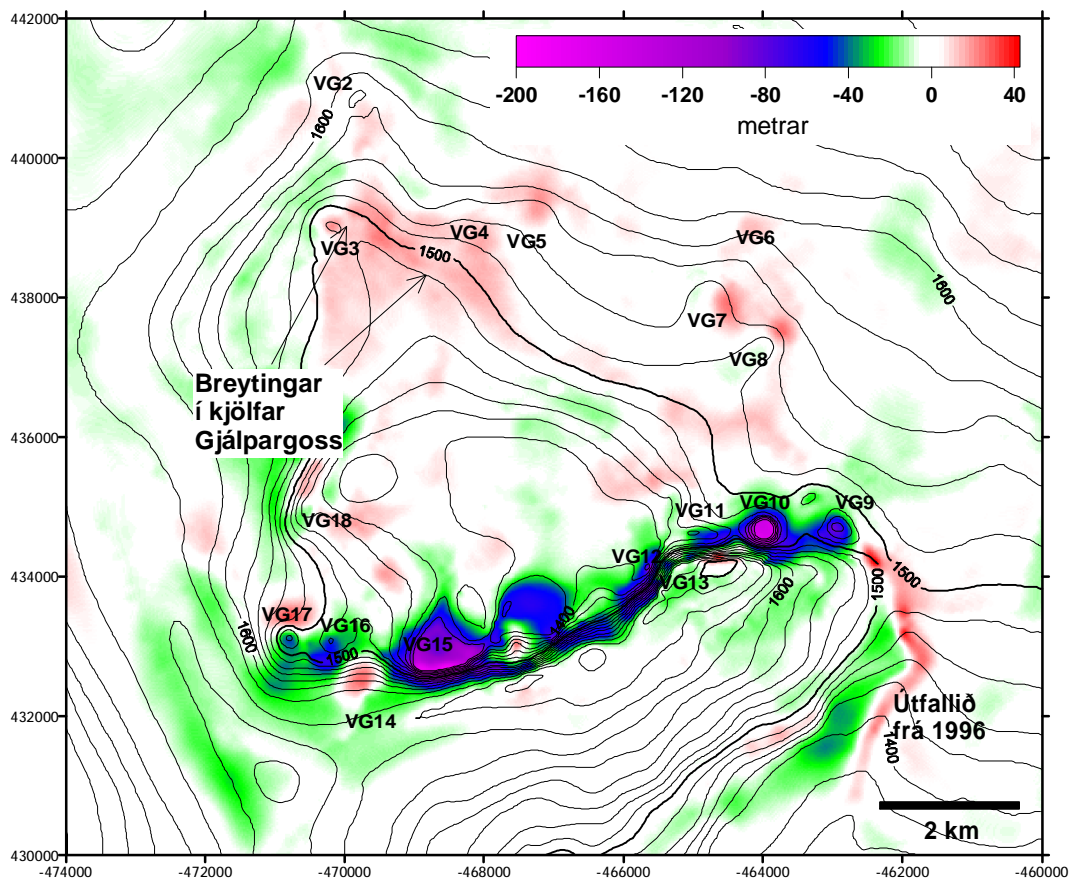 442000
440000
438000
436000
434000
432000
430000
-200 -160 -120 -80 -40 0 40
metrar
VG2
1600
VG3
VG4
VG5
1500
VG6
1600
VG7
VG8
Breytingar
í kjölfar
Gjálpargoss
VG18
VG11
VG10
VG9
VG12
VG13
1500
1500
1600
1400
VG17
VG16
1600
1500
VG15
VG14
Útfallið
frá 1996
1400
2 km
-474000 -472000 -470000 -468000 -466000 -464000 -462000 -460000